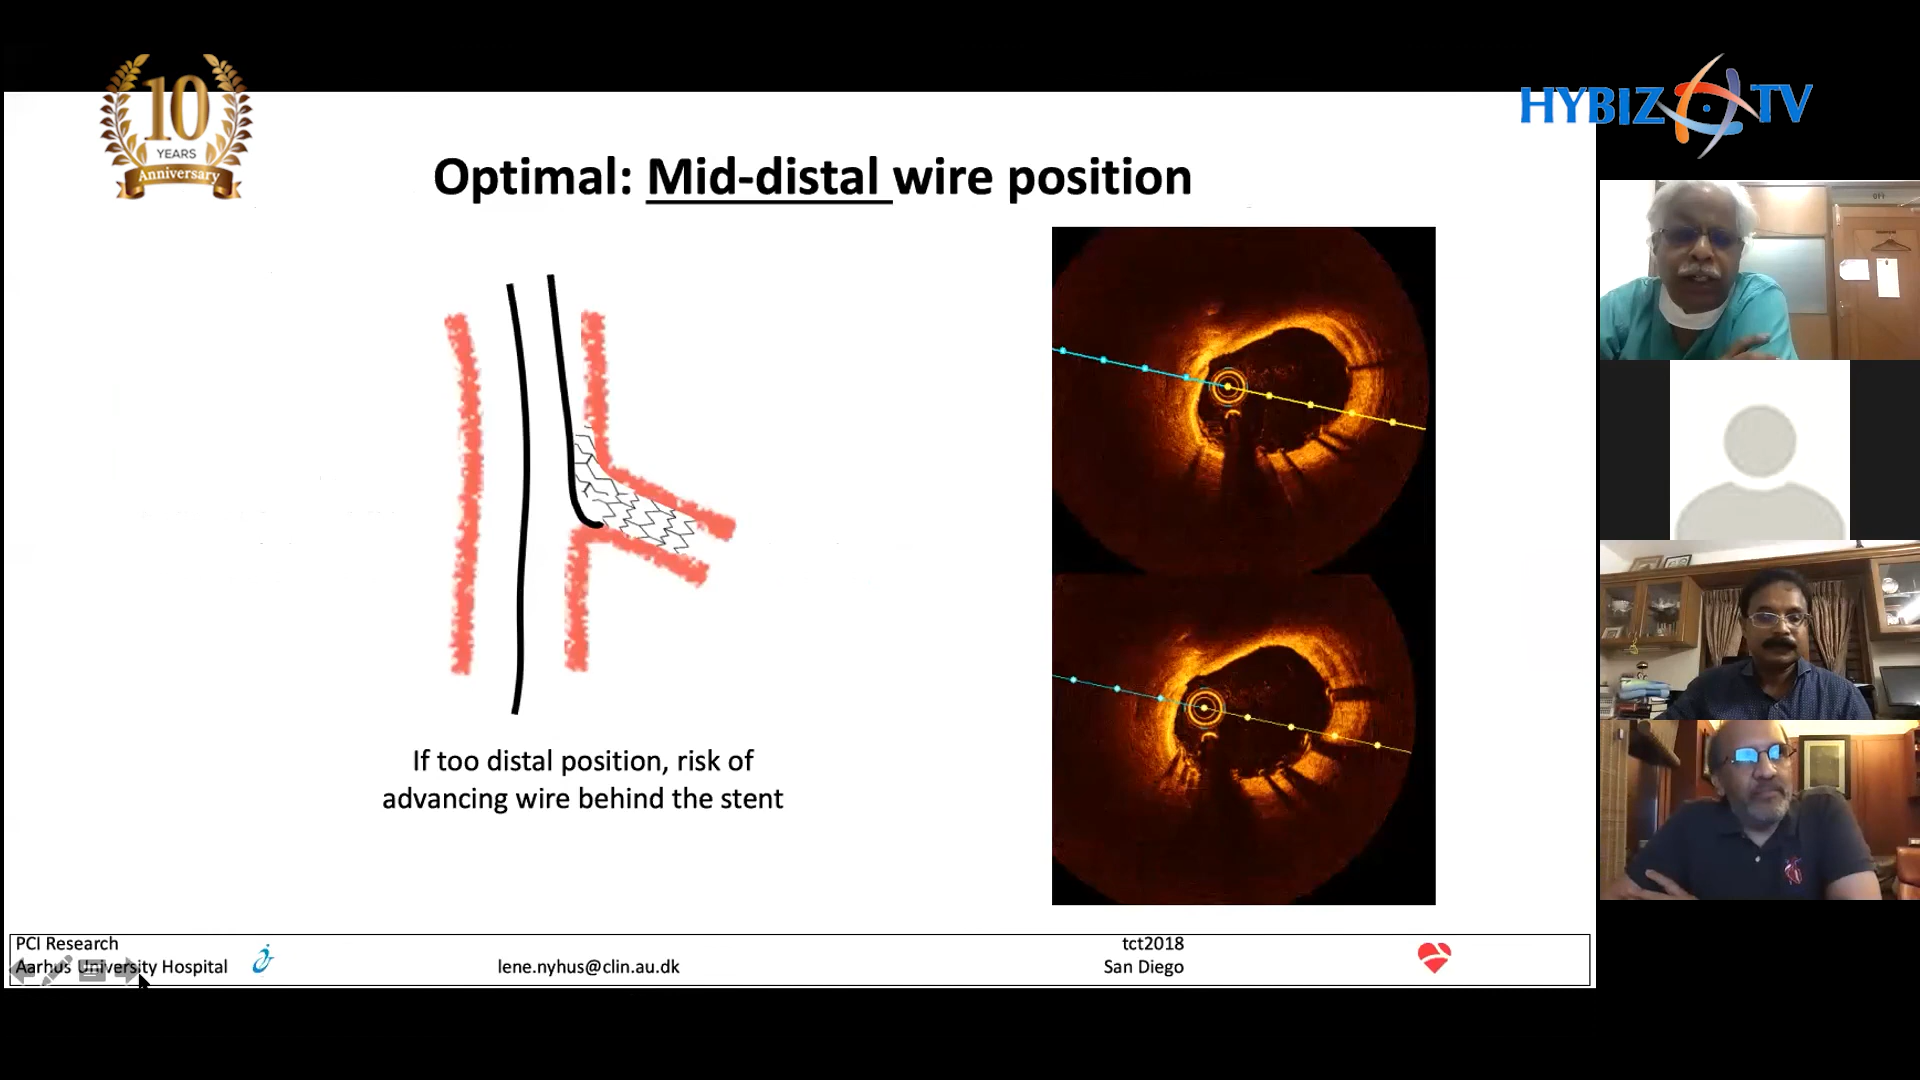 10
YEARS
Anniversary
HYBIZ TV
Optimal: Mid-distal wire position
If too distal position, risk of
advancing wire behind the stent
PCI Research
Aarhus University Hospital
lene.nyhus@clin.au.dk
tct2018
San Diego